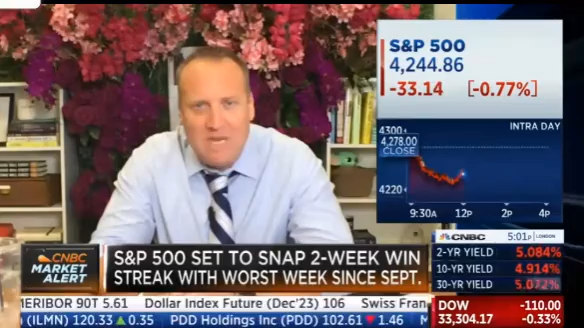 S&P 500
4,244.86
-33.14 [-0.77%]
INTRA DAY
4300
4,278.00
CLOSE
4220
9:30A 12P 2P 4P
CNBC 5:01P LONDON
2-YR YIELD 5.084%
10-YR YIELD 4.914%
30-YR YIELD 5.072%
CNBC
MARKET
ALERT
S&P 500 SET TO SNAP 2-WEEK WIN
STREAK WITH WORST WEEK SINCE SEPT.
MERIBOR 90T 5.61 Dollar Index Future (Dec'23) 106 Swiss Fran
(ILMN) 120.33 ▲ 0.35 PDD Holdings Inc (PDD) 102.61 ▼ 1.46 M
DOW -110.00
33,304.17 -0.33%